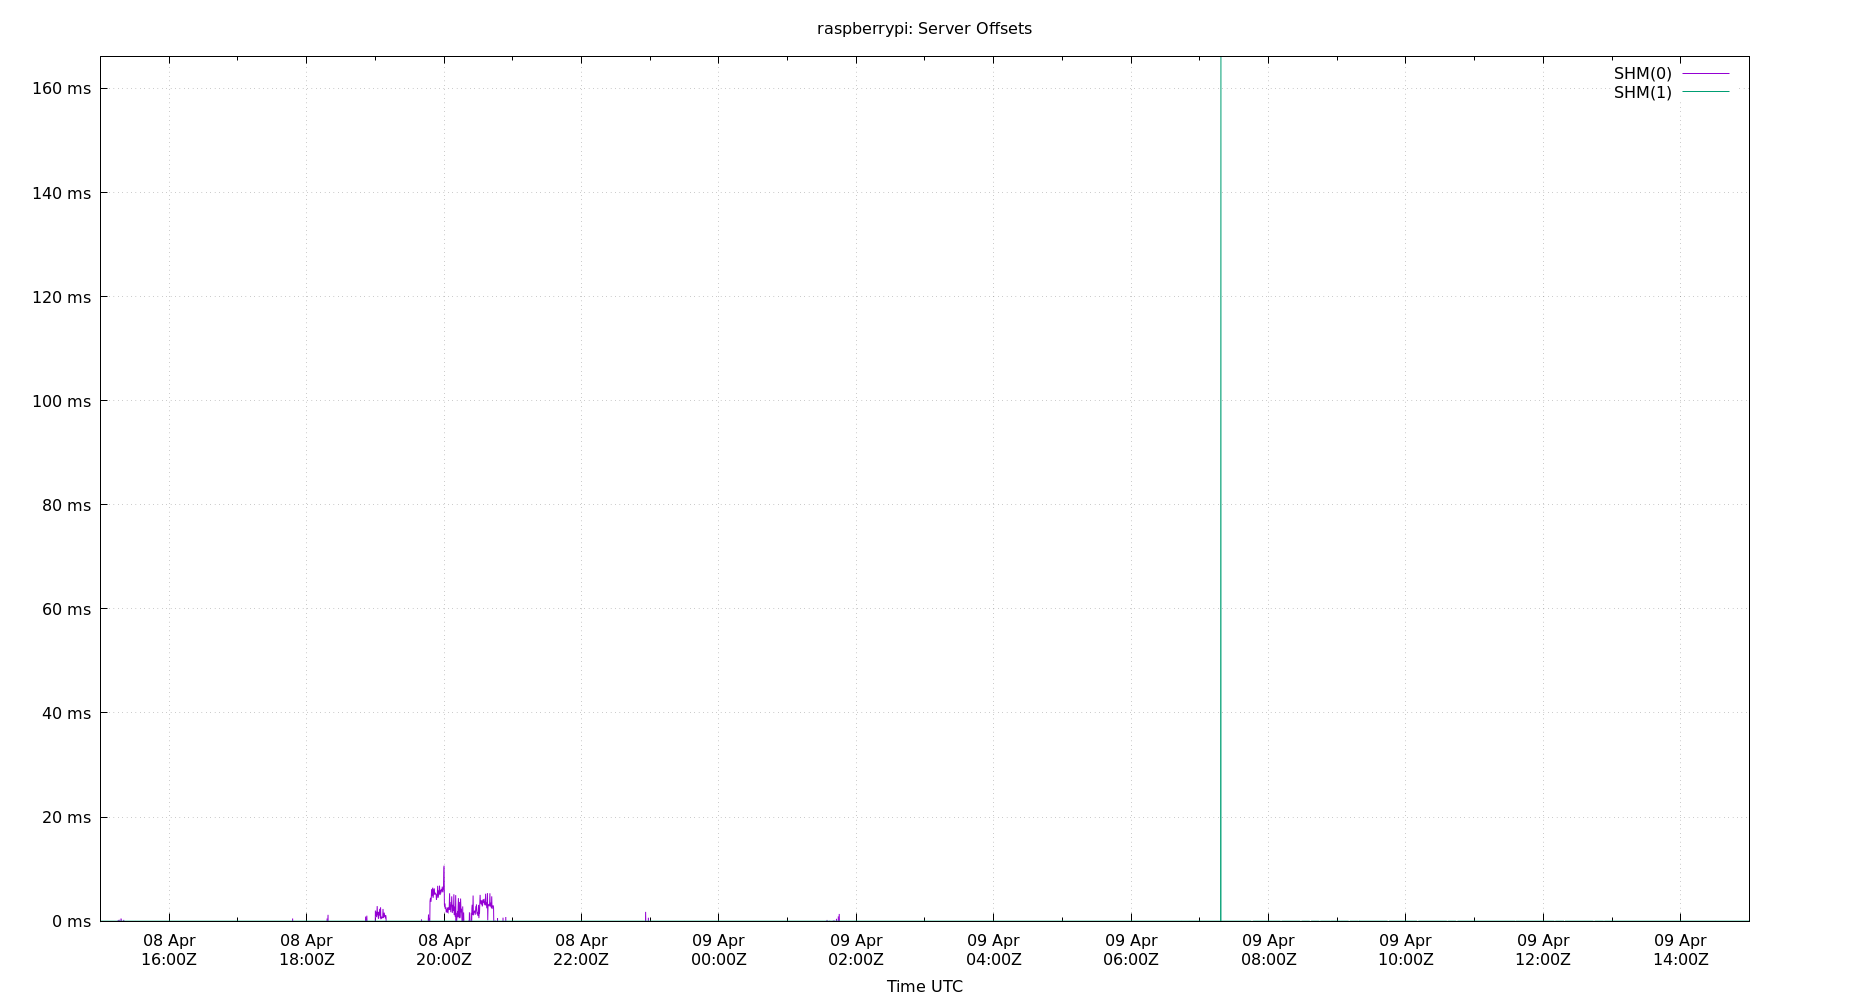 raspberrypi: Server Offsets
SHM(0)
SHM(1)
160 ms
140 ms
120 ms
100 ms
80 ms
60 ms
40 ms
20 ms
0 ms
08 Apr 08 Apr 08 Apr 08 Apr 09 Apr 09 Apr 09 Apr 09 Apr 09 Apr 09 Apr 09 Apr 09 Apr
16:00Z 18:00Z 20:00Z 22:00Z 00:00Z 02:00Z 04:00Z 06:00Z 08:00Z 10:00Z 12:00Z 14:00Z
Time UTC